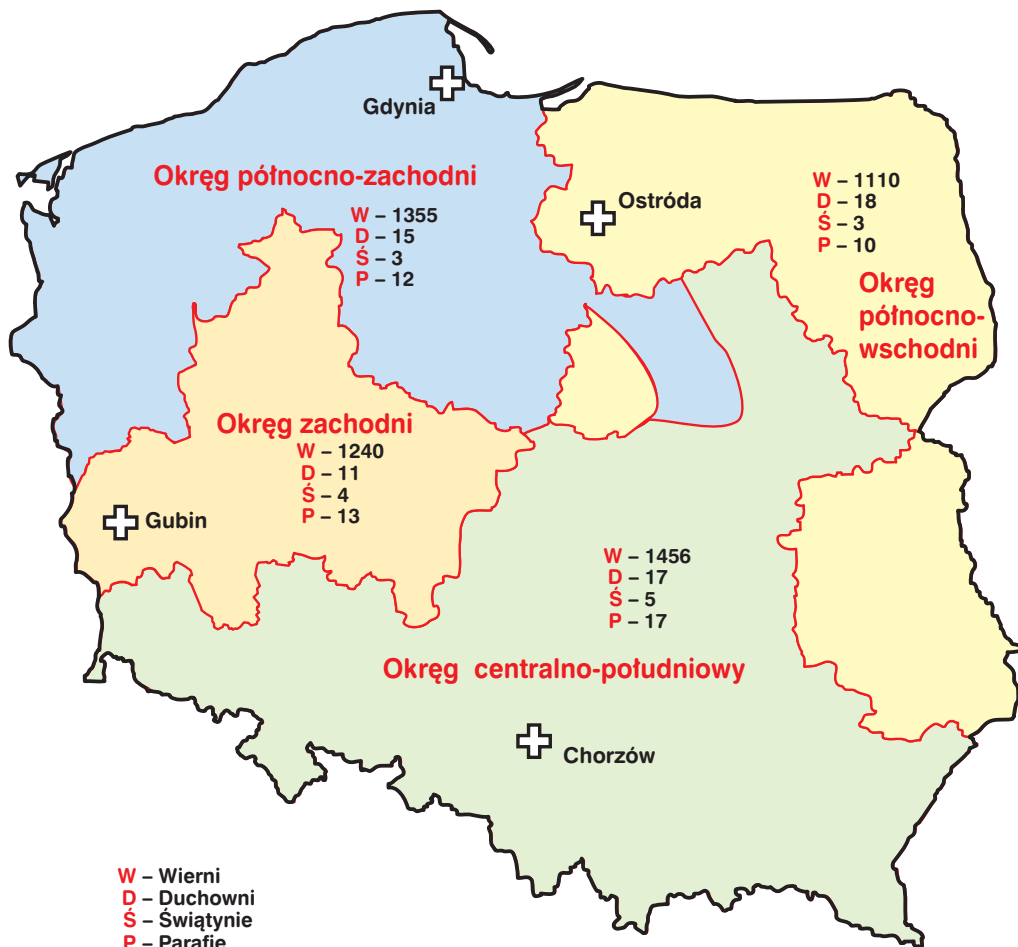 Gdynia
Okręg północno-zachodni
W – 1355
D – 15
Ś – 3
P – 12
Ostróda
W – 1110
D – 18
Ś – 3
P – 10
Okręg
północno-
wschodni
Okręg zachodni
W – 1240
D – 11
Ś – 4
P – 13
Gubin
W – 1456
D – 17
Ś – 5
P – 17
Okręg centralno-południowy
Chorzów
W – Wierni
D – Duchowni
Ś – Świątynie
P – Parafie